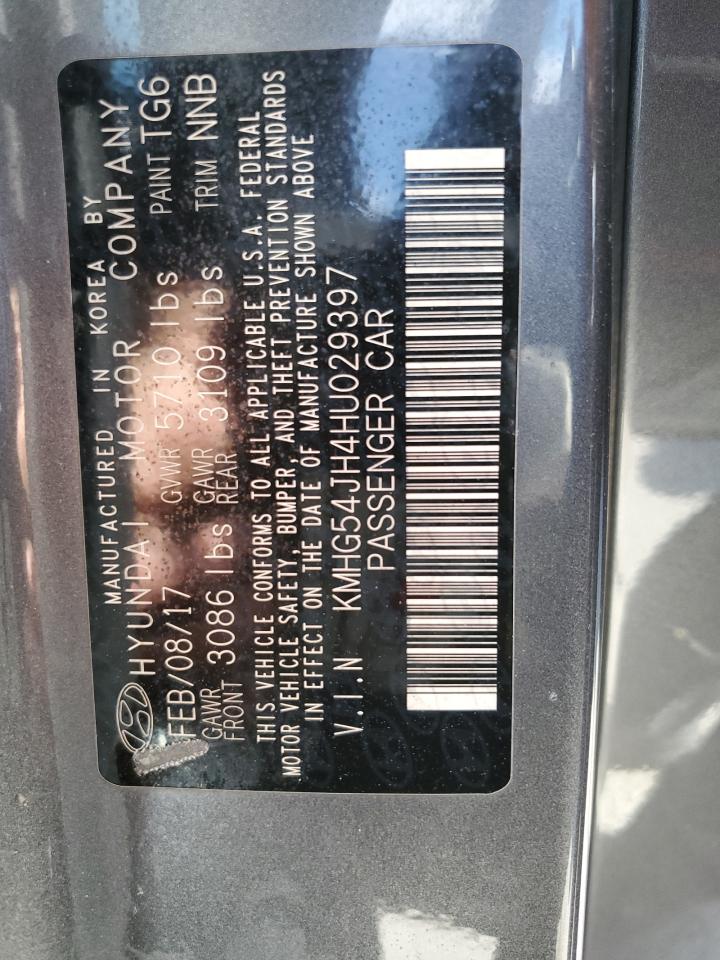 MANUFACTURED IN KOREA BY
HYUNDAI MOTOR COMPANY
FEB/08/17 GVWR 5710 lbs PAINT TG6
GAWR FRONT 3086 lbs GAWR REAR 3109 lbs TRIM NNB
THIS VEHICLE CONFORMS TO ALL APPLICABLE U.S.A. FEDERAL
MOTOR VEHICLE SAFETY, BUMPER, AND THEFT PREVENTION STANDARDS
IN EFFECT ON THE DATE OF MANUFACTURE SHOWN ABOVE
V.I.N KMHG54JH4HU029397
PASSENGER CAR